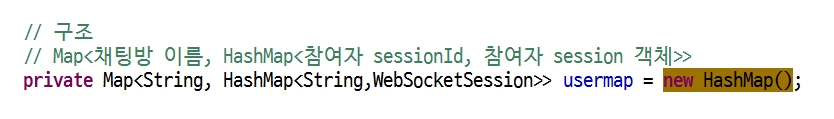 // 구조
// Map<채팅방 이름, HashMap<참여자 sessionId, 참여자 session 객체>>
private Map<String, HashMap<String,WebSocketSession>> usermap = new HashMap();